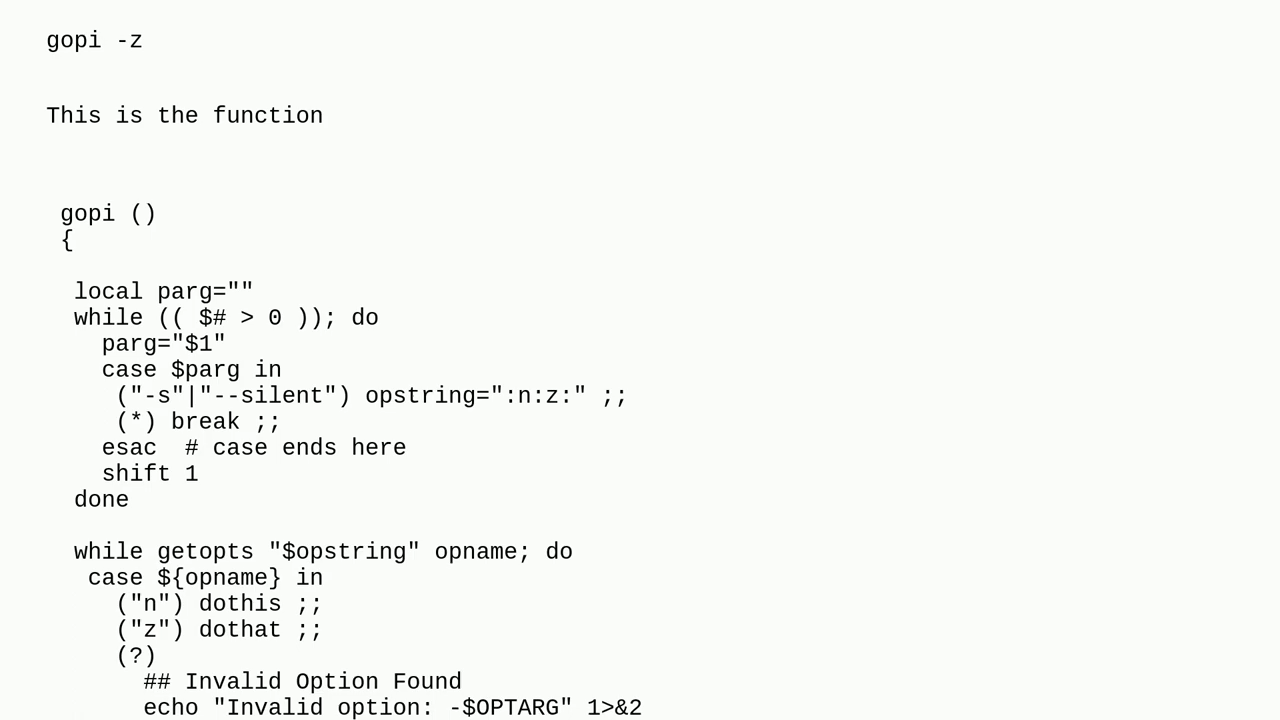 gopi -z
This is the function
gopi ()
{
local parg=""
while (( $# > 0 )); do
parg="$1"
case $parg in
("-s"|"--silent") opstring=":n:z:" ;;
(*) break ;;
esac  # case ends here
shift 1
done
while getopts "$opstring" opname; do
case ${opname} in
("n") dothis ;;
("z") dothat ;;
(?)
## Invalid Option Found
echo "Invalid option: -$OPTARG" 1>&2